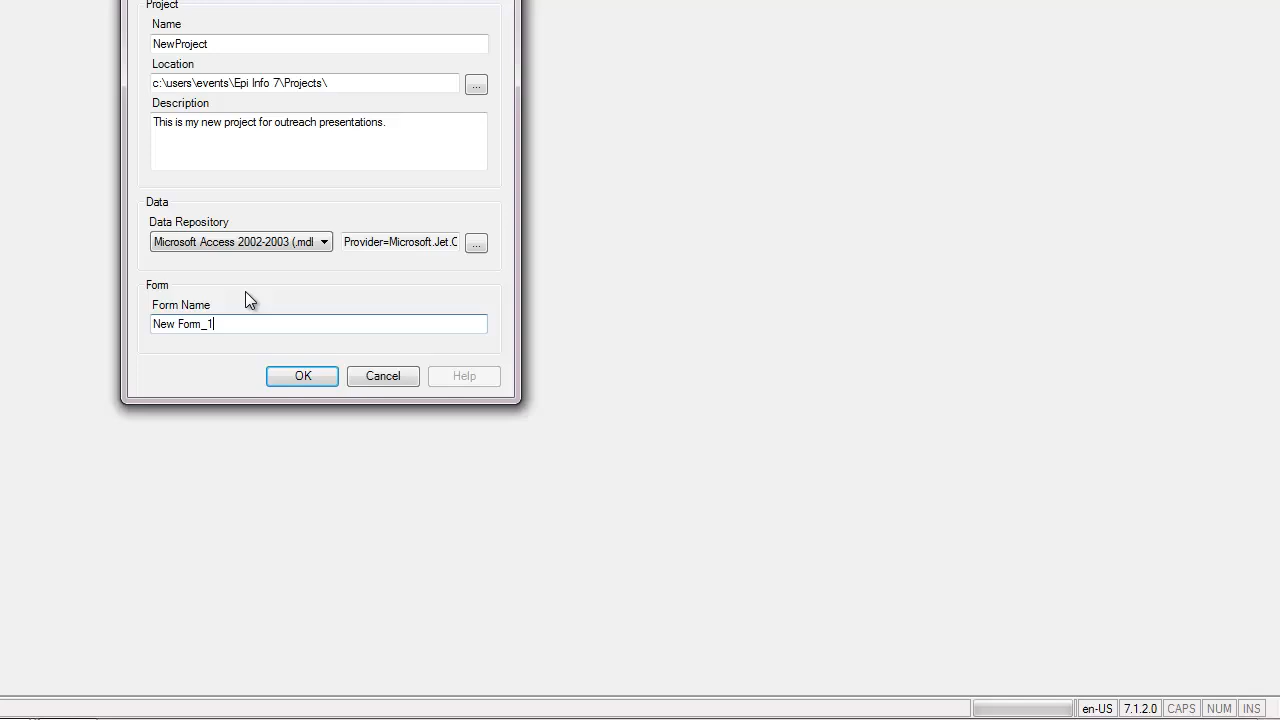 Project
Name
NewProject
Location
c:\users\events\Epi Info 7\Projects\
...
Description
This is my new project for outreach presentations.
Data
Data Repository
Microsoft Access 2002-2003 (.mdl
Provider=Microsoft.Jet.C
...
Form
Form Name
New Form_1
OK
Cancel
Help
en-US
7.1.2.0
CAPS
NUM
INS